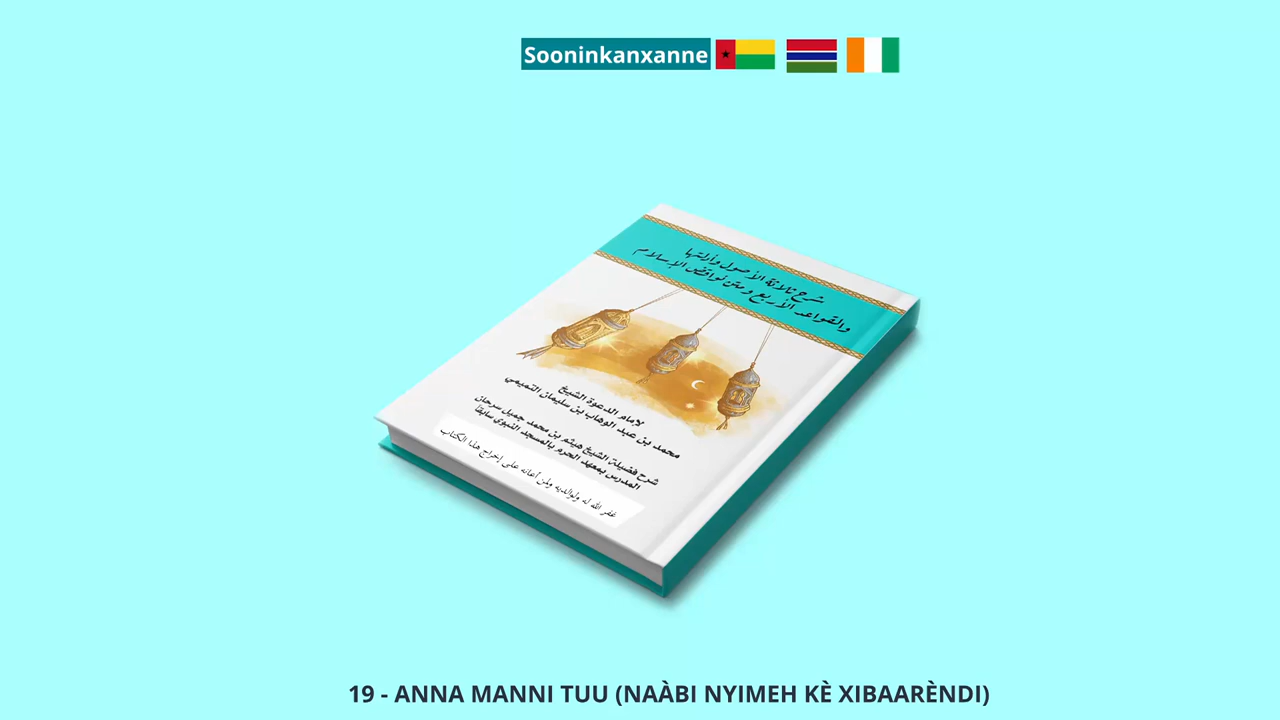 Sooninkanxanne
شرح ثلاثة الأصول وأدلتها
والقواعد الأربع و متن نواقض الإسلام
لإمام الدعوة الشيخ
محمد بن عبد الوهاب بن سليمان التميمي
شرح فضيلة الشيخ هيثم بن محمد جميل سرحان
المدرس بمعهد الحرم بالمسجد النبوي سابقا
غفر الله له ولوالديه ولمن أعانه على إخراج هذا الكتاب
19 - ANNA MANNI TUU (NAÀBI NYIMEH KÈ XIBAARÈNDI)